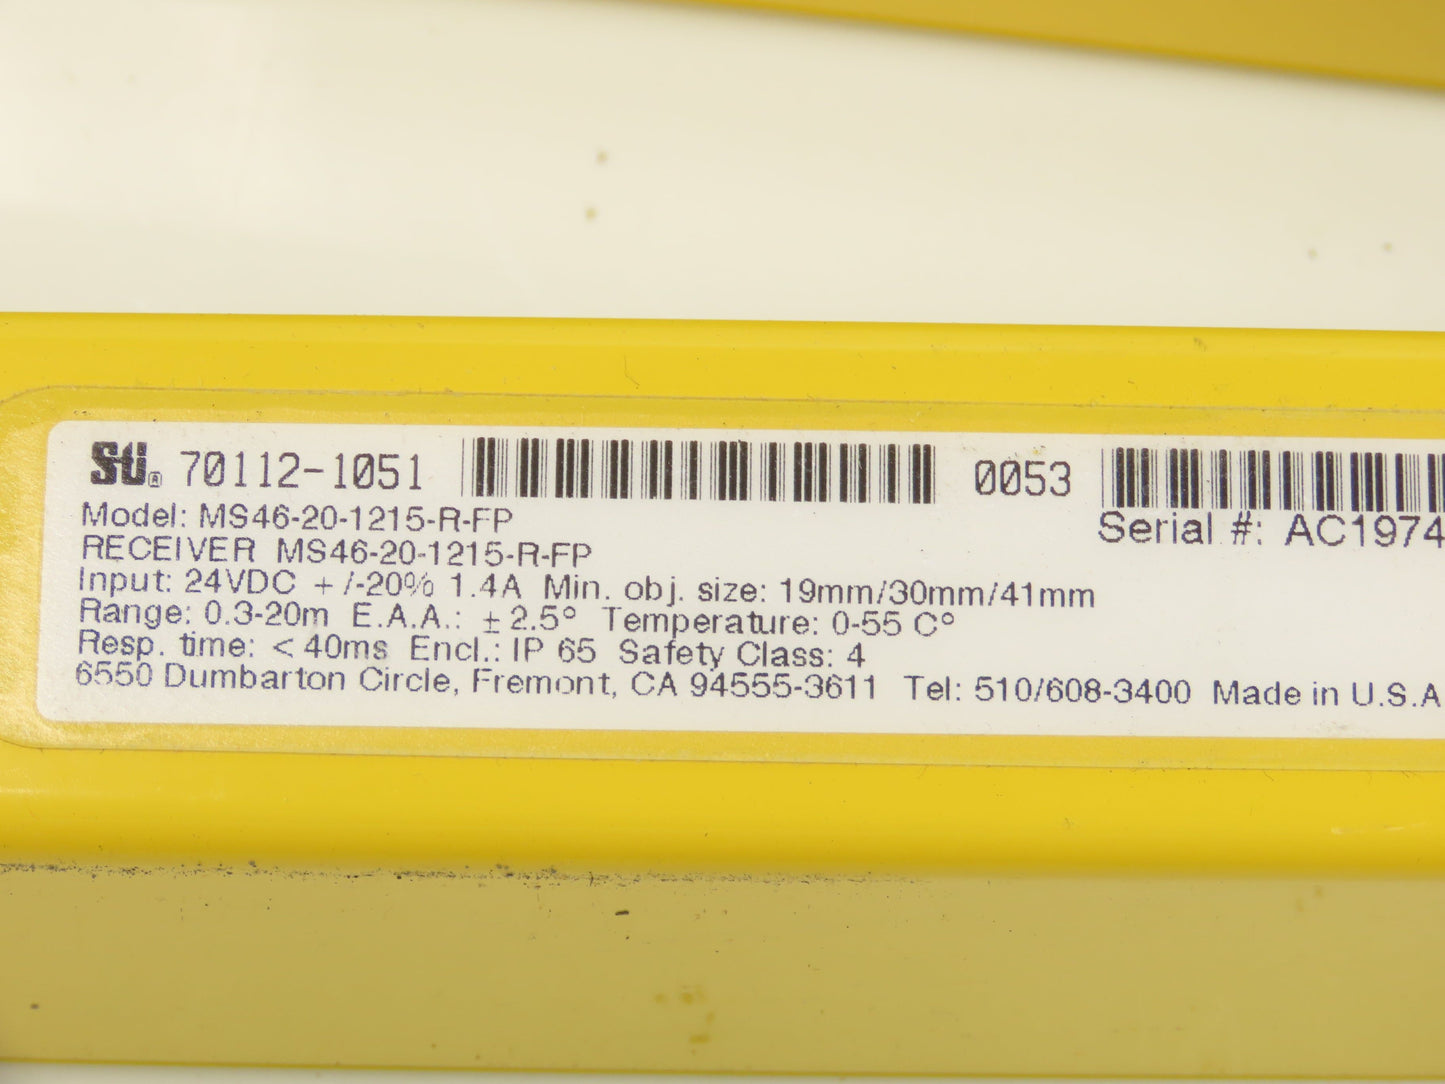 Sti® 70112-1051 0053
Model: MS46-20-1215-R-FP
Serial #: AC1974
RECEIVER MS46-20-1215-R-FP
Input: 24VDC +/-20% 1.4A Min. obj. size: 19mm/30mm/41mm
Range: 0.3-20m E.A.A.: ± 2.5° Temperature: 0-55 C°
Resp. time: < 40ms Encl.: IP 65 Safety Class: 4
6550 Dumbarton Circle, Fremont, CA 94555-3611 Tel: 510/608-3400 Made in U.S.A